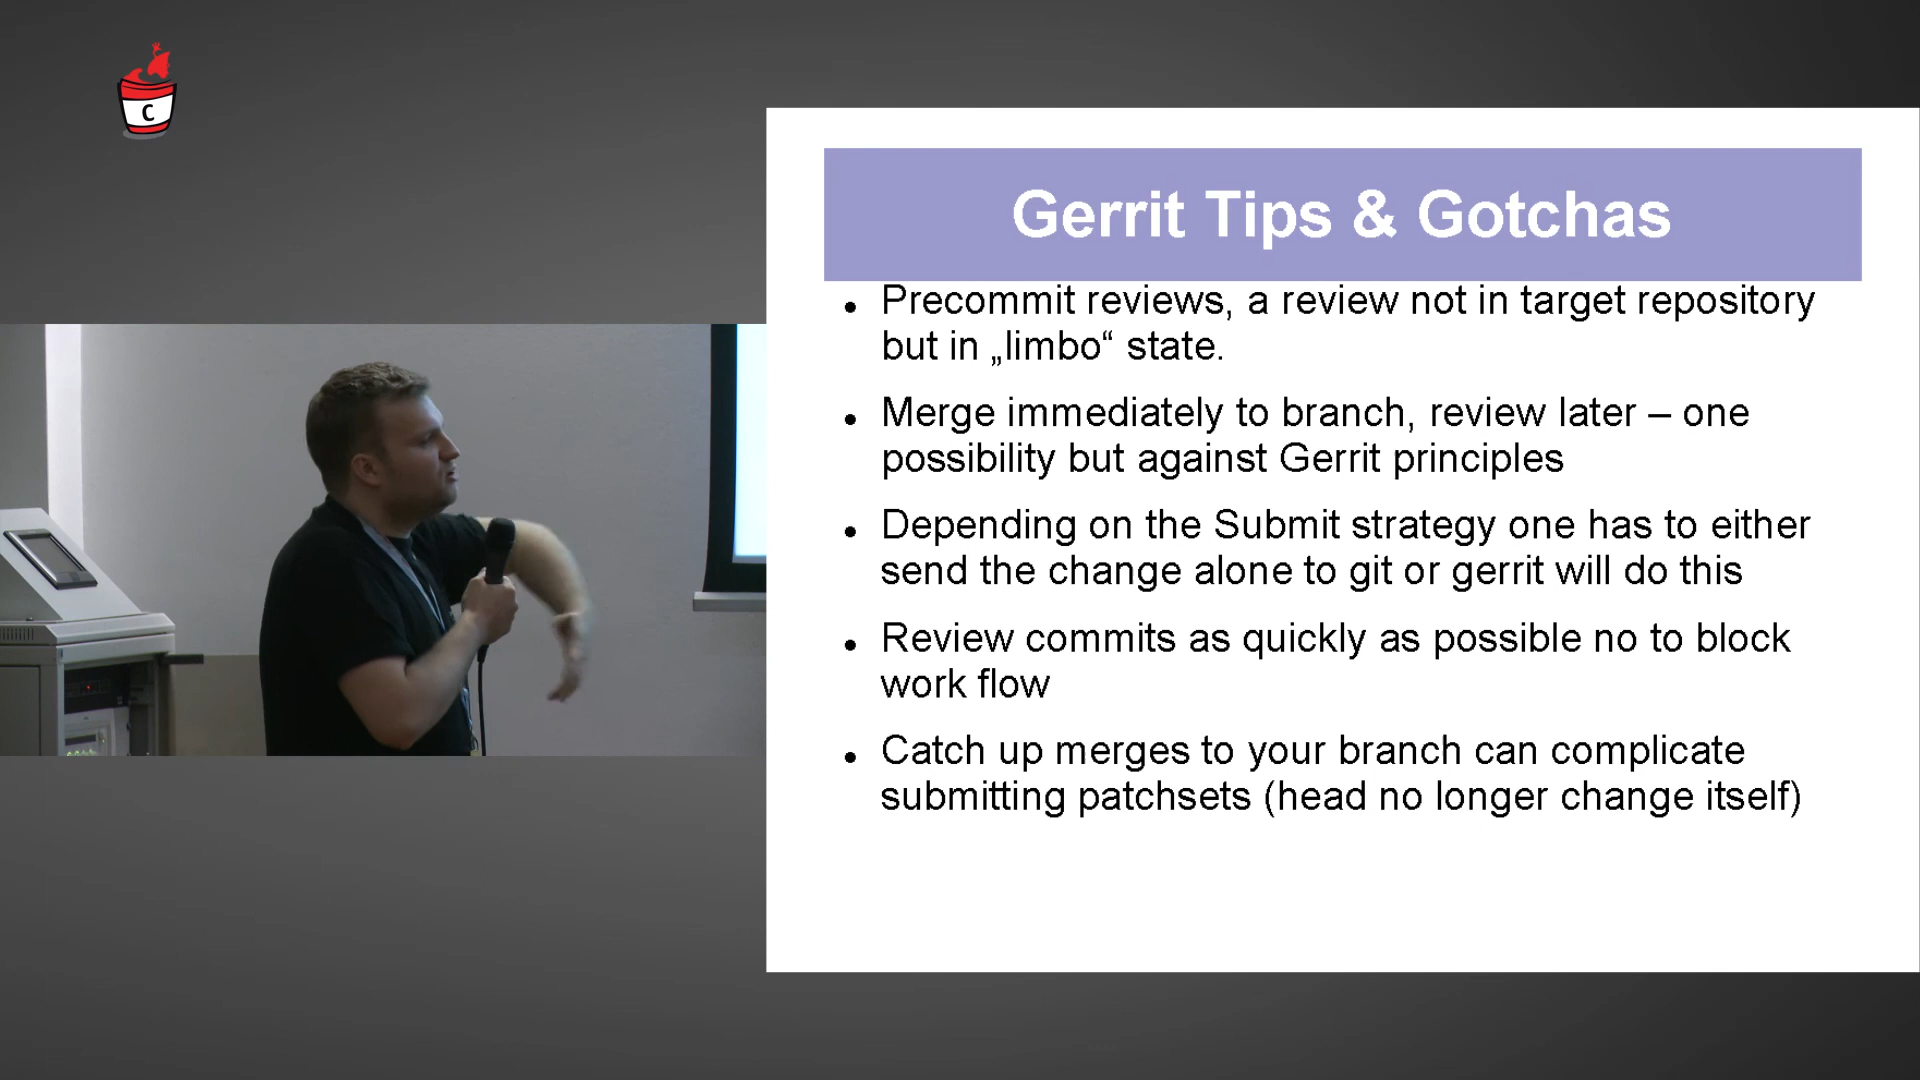 C
Gerrit Tips & Gotchas
Precommit reviews, a review not in target repository
but in „limbo“ state.
Merge immediately to branch, review later – one
possibility but against Gerrit principles
Depending on the Submit strategy one has to either
send the change alone to git or gerrit will do this
Review commits as quickly as possible no to block
work flow
Catch up merges to your branch can complicate
submitting patchsets (head no longer change itself)